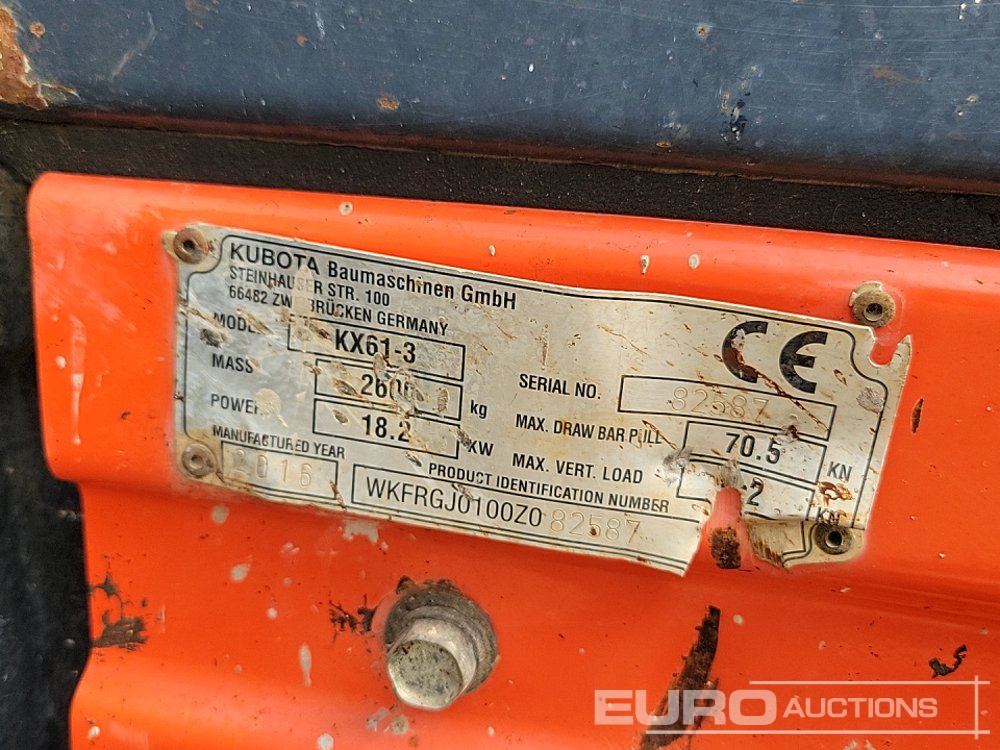 KUBOTA Baumaschinen GmbH
STEINHAUSER STR. 100
66482 BRÜCKEN GERMANY
KX61-3
MASS kg
POWER 18.2 KW
MANUFACTURED YEAR
2016
SERIAL NO. 82587
MAX. DRAW BAR PULL 70.5 KN
MAX. VERT. LOAD KN
PRODUCT IDENTIFICATION NUMBER
WKFRGJ0100Z082587
CE
EURO AUCTIONS